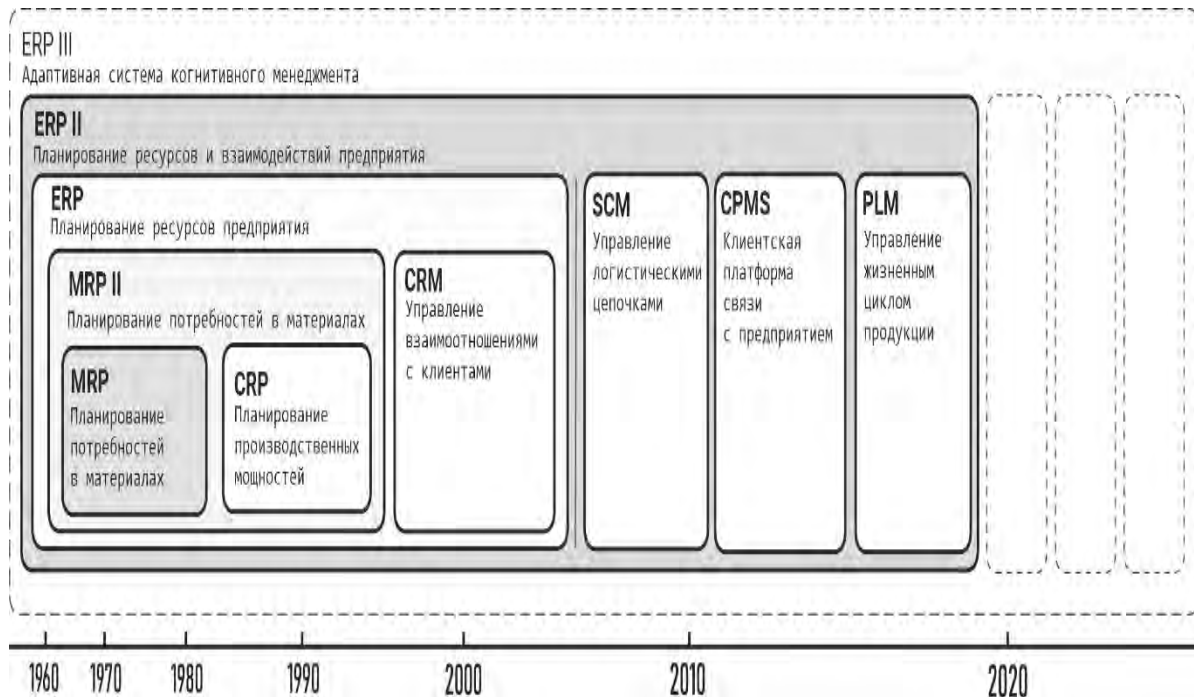 ERP III
Адаптивная система когнитивного менеджмента
ERP II
Планирование ресурсов и взаимодействий предприятия
ERP
Планирование ресурсов предприятия
MRP II
Планирование потребностей в материалах
MRP
Планирование
потребностей
в материалах
CRP
Планирование
производственных
мощностей
CRM
Управление
взаимоотношениями
с клиентами
SCM
Управление
логистическими
цепочками
CPMS
Клиентская
платформа
связи
с предприятием
PLM
Управление
жизненным
циклом
продукции
1960 1970 1980 1990 2000 2010 2020